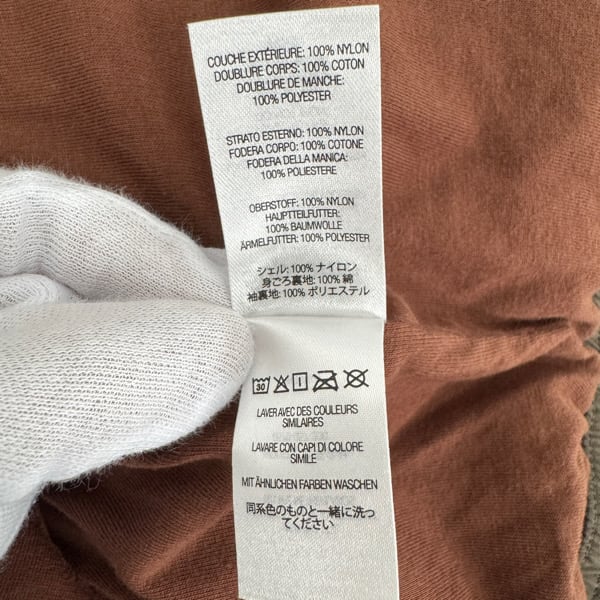 COUCHE EXTÉRIEURE: 100% NYLON
DOUBLURE CORPS: 100% COTON
DOUBLURE DE MANCHE:
100% POLYESTER
STRATO ESTERNO: 100% NYLON
FODERA CORPO: 100% COTONE
FODERA DELLA MANICA:
100% POLIESTERE
OBERSTOFF: 100% NYLON
HAUPTTEILFUTTER:
100% BAUMWOLLE
ÄRMELFUTTER: 100% POLYESTER
シェル: 100% ナイロン
身ごろ裏地: 100% 綿
袖裏地: 100% ポリエステル
30
LAVER AVEC DES COULEURS
SIMILAIRES
LAVARE CON CAPI DI COLORE
SIMILE
MIT ÄHNLICHEN FARBEN WASCHEN
同系色のものと一緒に洗っ
てください